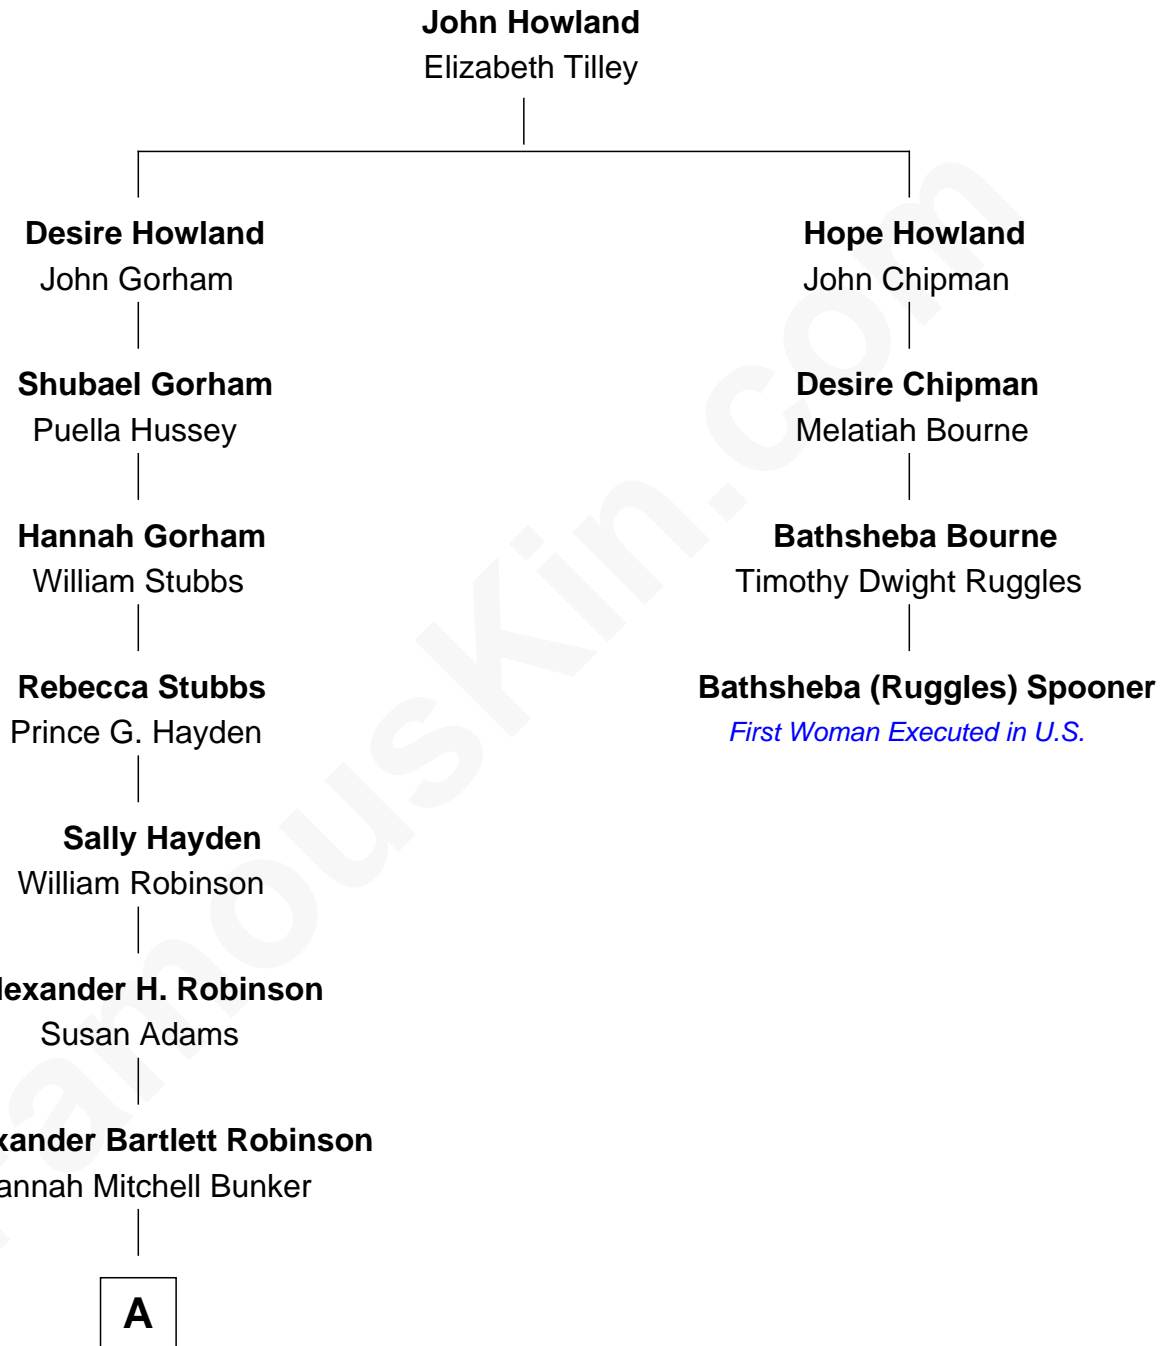 John Howland
Elizabeth Tilley
Desire Howland
John Gorham
Hope Howland
John Chipman
Shubael Gorham
Puella Hussey
Desire Chipman
Melatiah Bourne
Hannah Gorham
William Stubbs
Bathsheba Bourne
Timothy Dwight Ruggles
Rebecca Stubbs
Prince G. Hayden
Bathsheba (Ruggles) Spooner
First Woman Executed in U.S.
Sally Hayden
William Robinson
lexander H. Robinson
Susan Adams
xander Bartlett Robinson
annah Mitchell Bunker
A
FamousKin.com